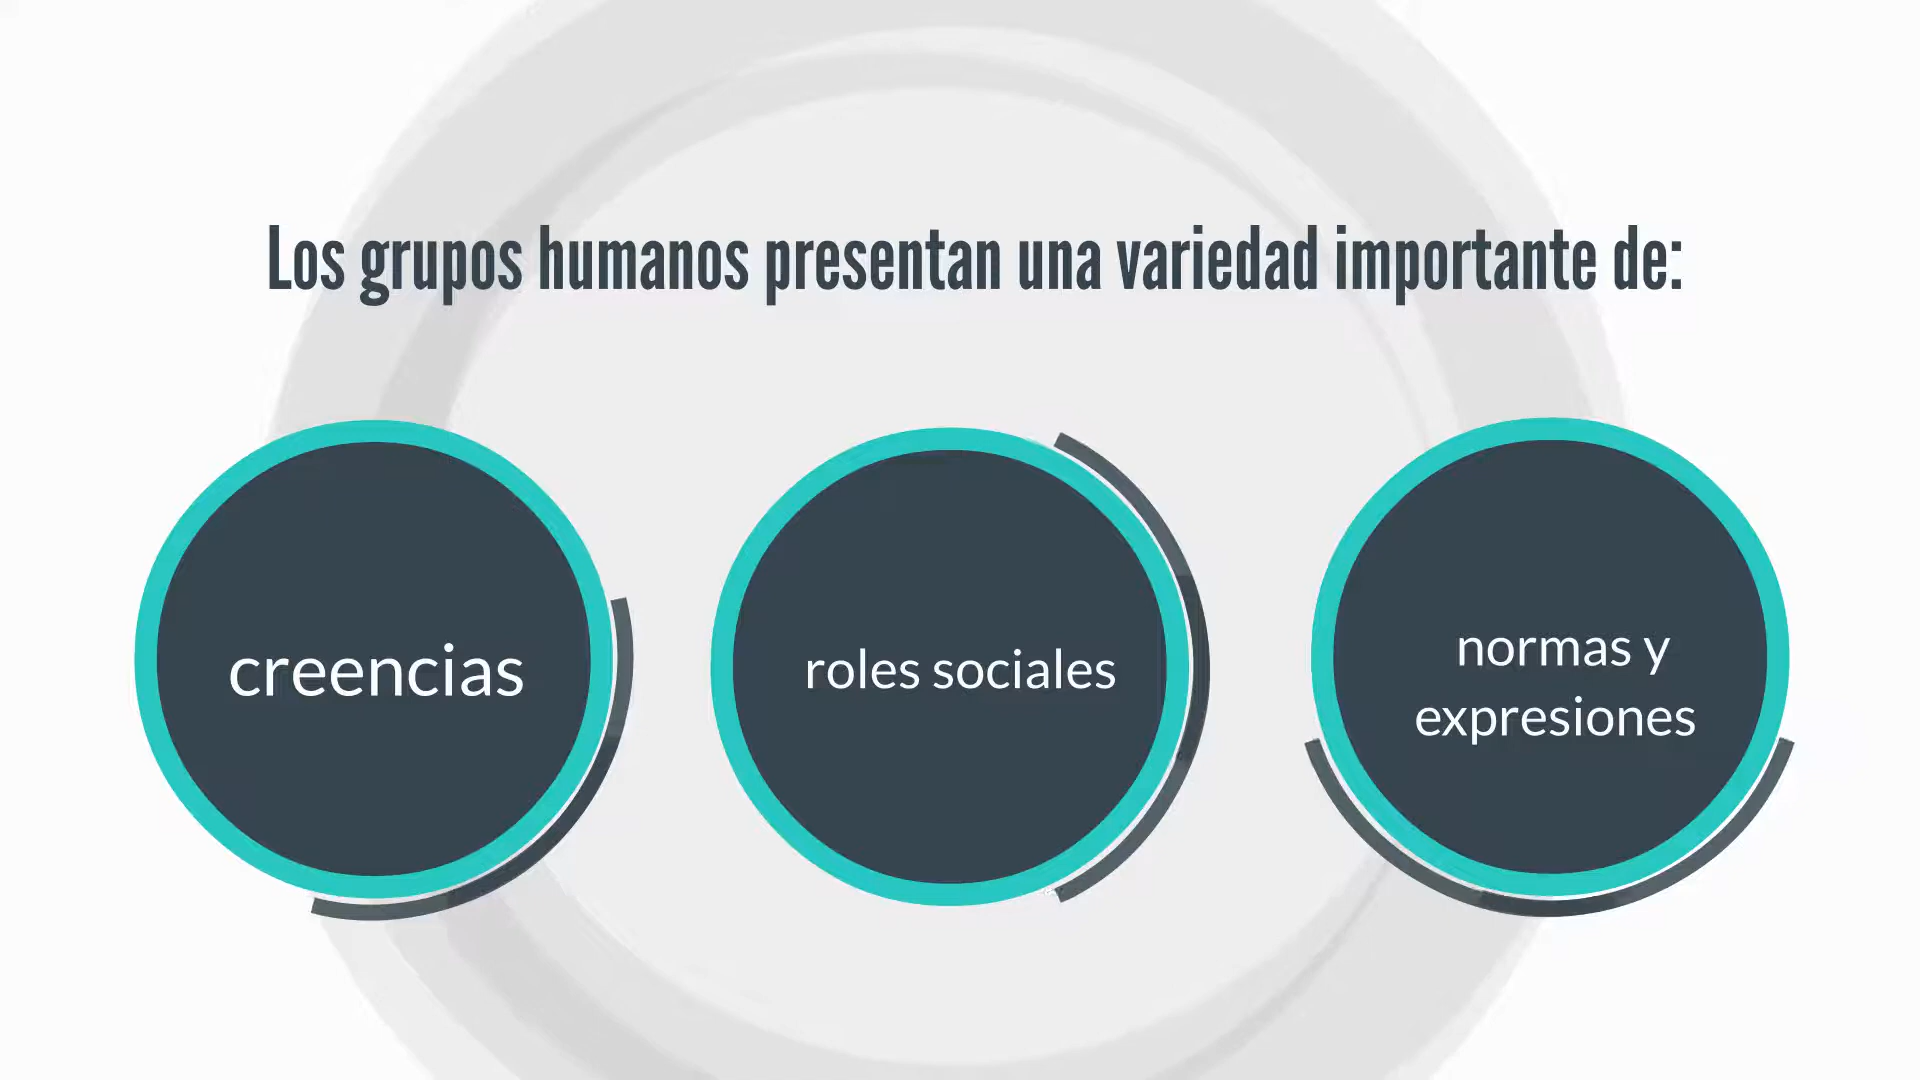 Los grupos humanos presentan una variedad importante de:
creencias
roles sociales
normas y
expresiones